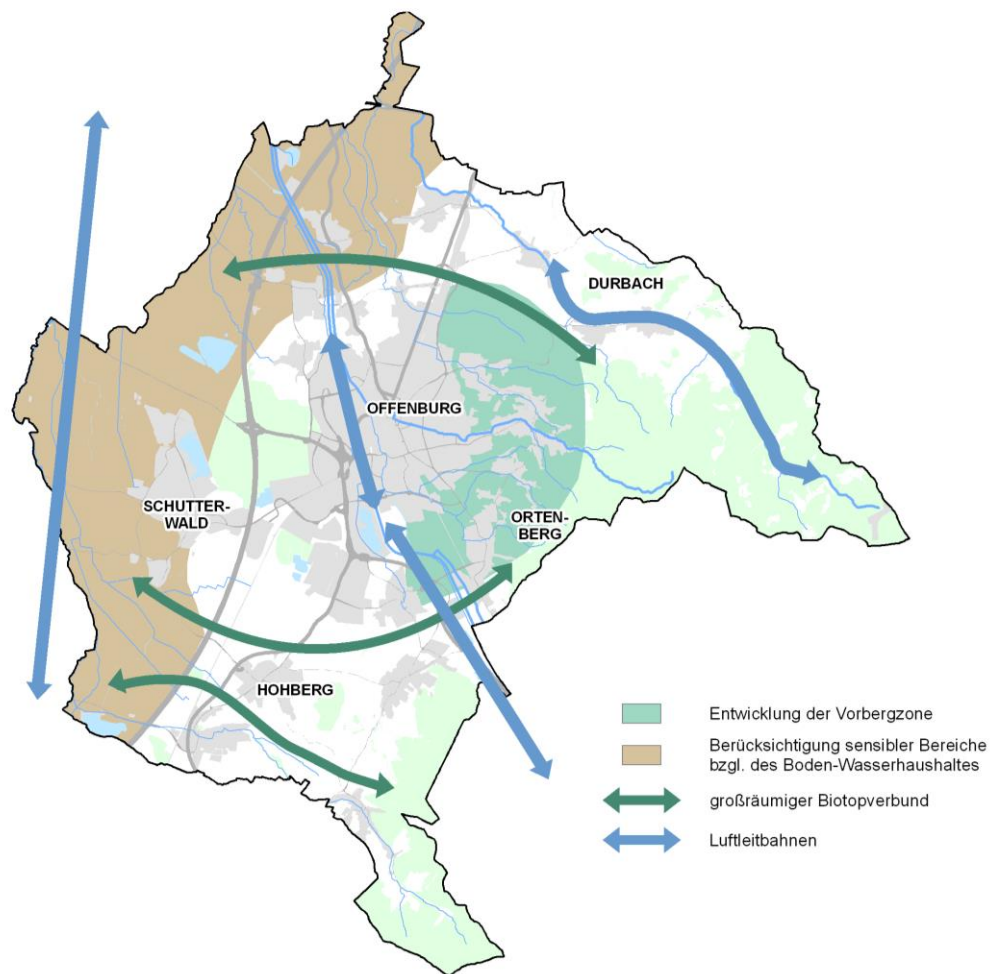 DURBACH
OFFENBURG
SCHUTTER-
WALD
ORTEN-
BERG
HOHBERG
Entwicklung der Vorbergzone
Berücksichtigung sensibler Bereiche
bzgl. des Boden-Wasserhaushaltes
großräumiger Biotopverbund
Luftleitbahnen